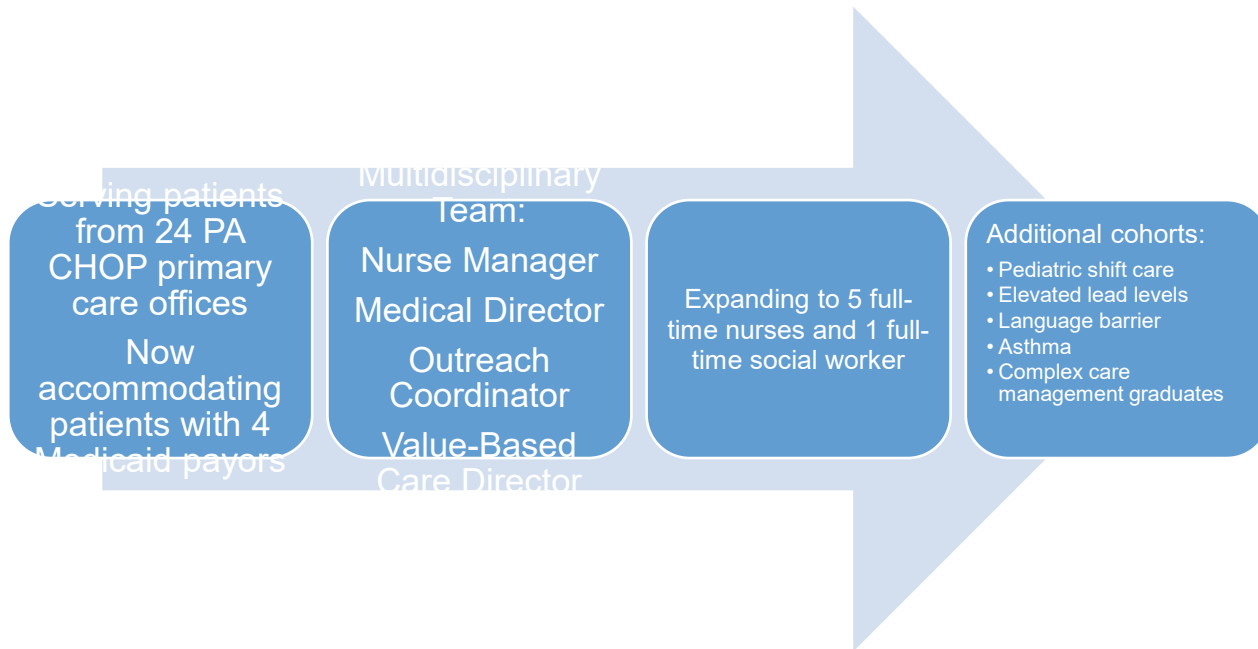 Serving patients
from 24 PA
CHOP primary
care offices
Now
accommodating
patients with 4
Medicaid payors
Multidisciplinary
Team:
Nurse Manager
Medical Director
Outreach
Coordinator
Value-Based
Care Director
Expanding to 5 full-
time nurses and 1 full-
time social worker
Additional cohorts:
• Pediatric shift care
• Elevated lead levels
• Language barrier
• Asthma
• Complex care
management graduates